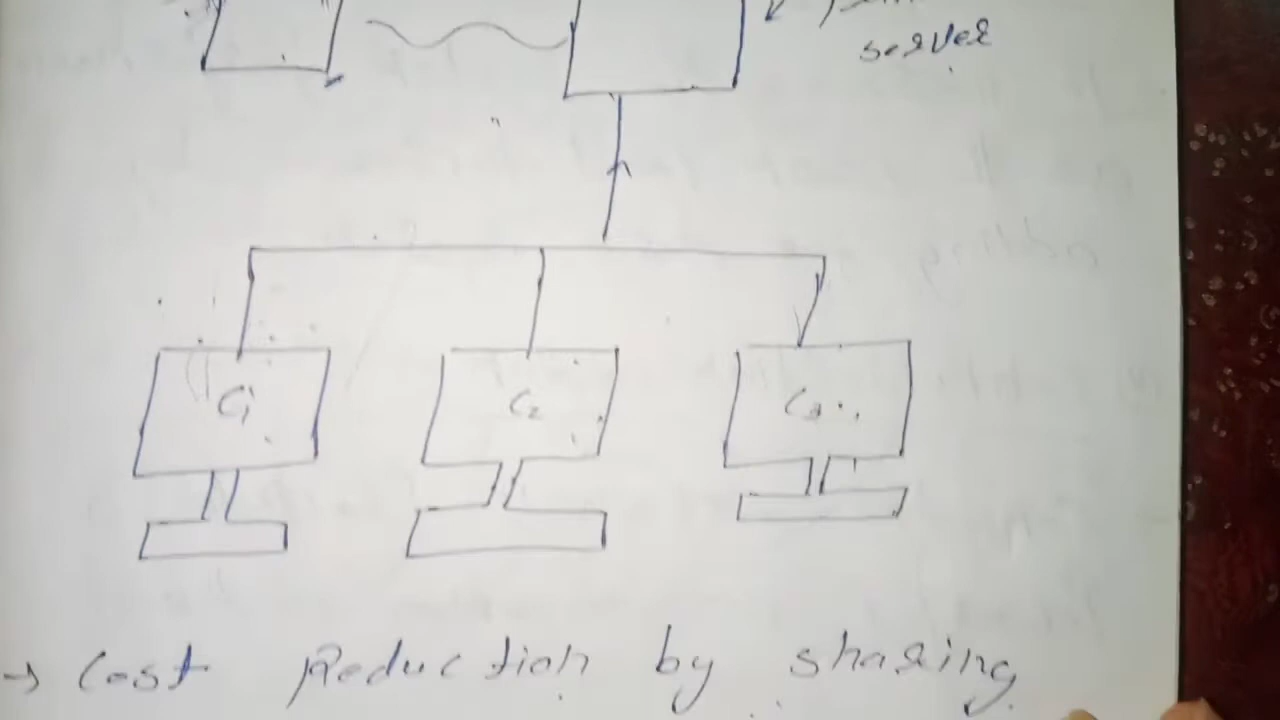 server
C1
C2
C3
→ Cost Reduction by sharing